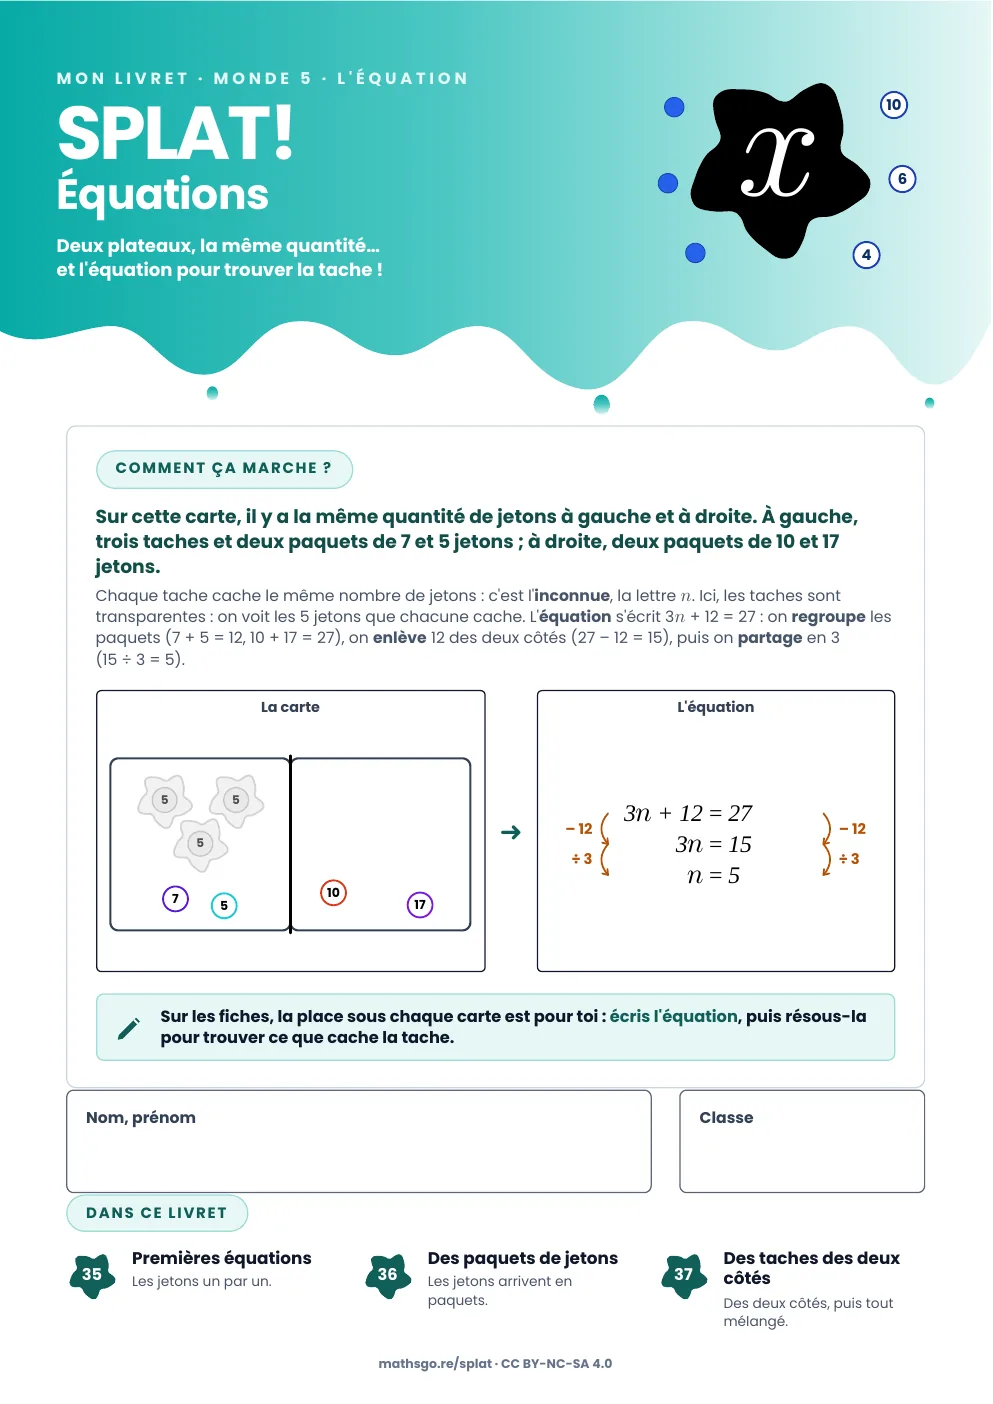 MON LIVRET · MONDE 5 · L'ÉQUATION
SPLAT!
Équations
Deux plateaux, la même quantité...
et l'équation pour trouver la tache !
x
10
6
4
COMMENT ÇA MARCHE ?
Sur cette carte, il y a la même quantité de jetons à gauche et à droite. À gauche,
trois taches et deux paquets de 7 et 5 jetons ; à droite, deux paquets de 10 et 17
jetons.
Chaque tache cache le même nombre de jetons : c'est l'inconnue, la lettre n. Ici, les taches sont
transparentes : on voit les 5 jetons que chacune cache. L'équation s'écrit 3n + 12 = 27 : on regroupe les
paquets (7 + 5 = 12, 10 + 17 = 27), on enlève 12 des deux côtés (27 – 12 = 15), puis on partage en 3
(15 ÷ 3 = 5).
La carte
5
5
5
7
5
10
17
➜
L'équation
3n + 12 = 27
– 12
– 12
3n = 15
÷ 3
÷ 3
n = 5
Sur les fiches, la place sous chaque carte est pour toi : écris l'équation, puis résous-la
pour trouver ce que cache la tache.
Nom, prénom
Classe
DANS CE LIVRET
35
Premières équations
Les jetons un par un.
36
Des paquets de jetons
Les jetons arrivent en
paquets.
37
Des taches des deux
côtés
Des deux côtés, puis tout
mélangé.
mathsgo.re/splat · CC BY-NC-SA 4.0